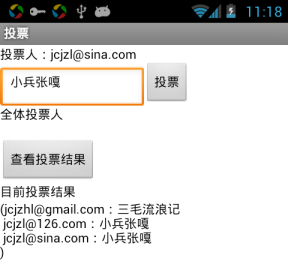 11:18
投票
投票人：jcjzl@sina.com
小兵张嘎
投票
全体投票人
查看投票结果
目前投票结果
(jcjzhl@gmail.com：三毛流浪记
jcjzl@126.com：小兵张嘎
jcjzl@sina.com：小兵张嘎
)